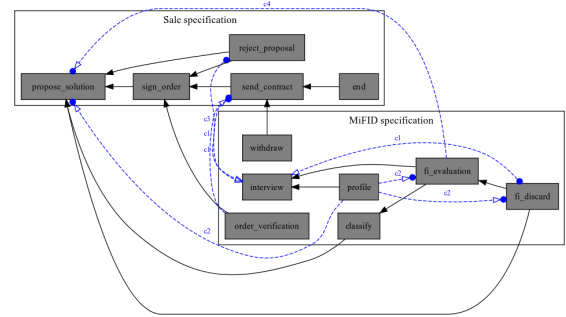 c4
Sale specification
reject_proposal
propose_solution
sign_order
send_contract
end
c3
c1
MiFID specification
withdraw
c1
fi_evaluation
interview
profile
c2
c2
fi_discard
c2
order_verification
classify